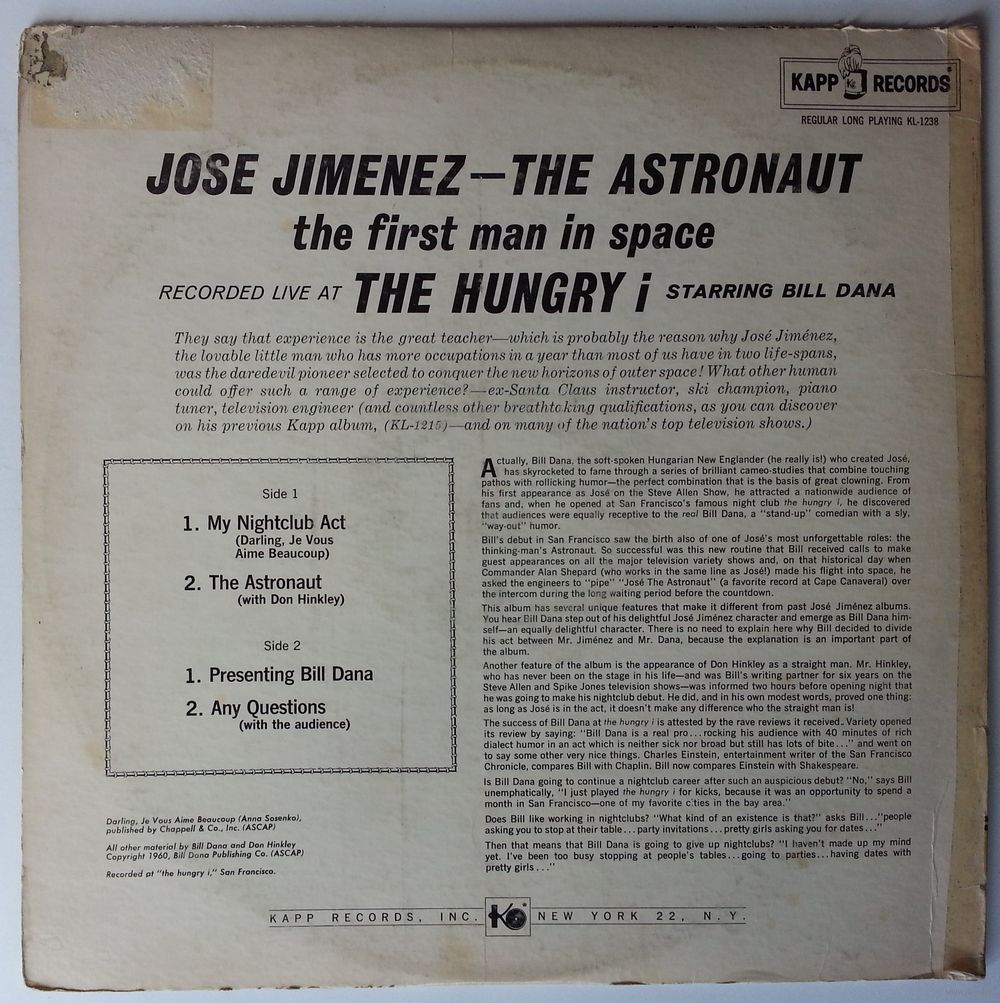 KAPP RECORDS
REGULAR LONG PLAYING KL-1238
JOSE JIMENEZ—THE ASTRONAUT
the first man in space
RECORDED LIVE AT THE HUNGRY i STARRING BILL DANA
They say that experience is the great teacher—which is probably the reason why José Jiménez,
the lovable little man who has more occupations in a year than most of us have in two life-spans,
was the daredevil pioneer selected to conquer the new horizons of outer space! What other human
could offer such a range of experience?—ex-Santa Claus instructor, ski champion, piano
tuner, television engineer (and countless other breathtaking qualifications, as you can discover
on his previous Kapp album, (KL-1215)—and on many of the nation's top television shows.)
Side 1
1. My Nightclub Act
(Darling, Je Vous
Aime Beaucoup)
2. The Astronaut
(with Don Hinkley)
Side 2
1. Presenting Bill Dana
2. Any Questions
(with the audience)
Darling, Je Vous Aime Beaucoup (Anna Sosenko),
published by Chappell & Co., Inc. (ASCAP)
All other material by Bill Dana and Don Hinkley
Copyright 1960, Bill Dana Publishing Co. (ASCAP)
Recorded at "the hungry i," San Francisco.
Actually, Bill Dana, the soft-spoken Hungarian New Englander (he really is!) who created José,
has skyrocketed to fame through a series of brilliant cameo-studies that combine touching
pathos with rollicking humor—the perfect combination that is the basis of great clowning. From
his first appearance as José on the Steve Allen Show, he attracted a nationwide audience of
fans and, when he opened at San Francisco's famous night club the hungry i, he discovered
that audiences were equally receptive to the real Bill Dana, a "stand-up" comedian with a sly,
"way-out" humor.
Bill's debut in San Francisco saw the birth also of one of José's most unforgettable roles: the
thinking-man's Astronaut. So successful was this new routine that Bill received calls to make
guest appearances on all the major television variety shows and, on that historical day when
Commander Alan Shepard (who works in the same line as José!) made his flight into space, he
asked the engineers to "pipe" "José The Astronaut" (a favorite record at Cape Canaveral) over
the intercom during the long waiting period before the countdown.
This album has several unique features that make it different from past José Jiménez albums.
You hear Bill Dana step out of his delightful José Jiménez character and emerge as Bill Dana him-
self—an equally delightful character. There is no need to explain here why Bill decided to divide
his act between Mr. Jiménez and Mr. Dana, because the explanation is an important part of
the album.
Another feature of the album is the appearance of Don Hinkley as a straight man. Mr. Hinkley,
who has never been on the stage in his life—and was Bill's writing partner for six years on the
Steve Allen and Spike Jones television shows—was informed two hours before opening night that
he was going to make his nightclub debut. He did, and in his own modest words, proved one thing:
as long as José is in the act, it doesn't make any difference who the straight man is!
The success of Bill Dana at the hungry i is attested by the rave reviews it received. Variety opened
its review by saying: "Bill Dana is a real pro...rocking his audience with 40 minutes of rich
dialect humor in an act which is neither sick nor broad but still has lots of bite..." and went on
to say some other very nice things. Charles Einstein, entertainment writer of the San Francisco
Chronicle, compares Bill with Chaplin. Bill now compares Einstein with Shakespeare.
Is Bill Dana going to continue a nightclub career after such an auspicious debut? "No," says Bill
unemphatically, "I just played the hungry i for kicks, because it was an opportunity to spend a
month in San Francisco—one of my favorite cities in the bay area."
Does Bill like working in nightclubs? "What kind of an existence is that?" asks Bill..."people
asking you to stop at their table...party invitations...pretty girls asking you for dates..."
Then that means that Bill Dana is going to give up nightclubs? "I haven't made up my mind
yet. I've been too busy stopping at people's tables...going to parties...having dates with
pretty girls..."
KAPP RECORDS, INC. K NEW YORK 22, N.Y.